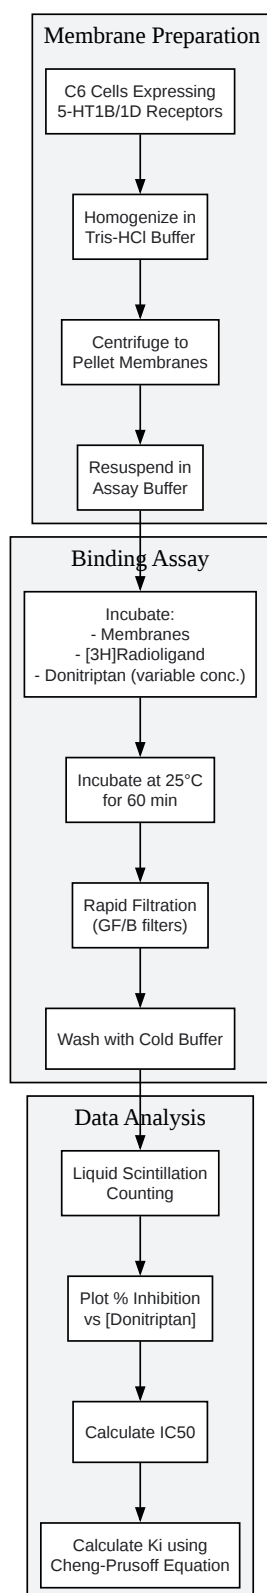 Membrane Preparation
C6 Cells Expressing
5-HT1B/1D Receptors
Homogenize in
Tris-HCl Buffer
Centrifuge to
Pellet Membranes
Resuspend in
Assay Buffer
Binding Assay
Incubate:
- Membranes
- [3H]Radioligand
- Donitriptan (variable conc.)
Incubate at 25°C
for 60 min
Rapid Filtration
(GF/B filters)
Wash with Cold Buffer
Data Analysis
Liquid Scintillation
Counting
Plot % Inhibition
vs [Donitriptan]
Calculate IC50
Calculate Ki using
Cheng-Prusoff Equation